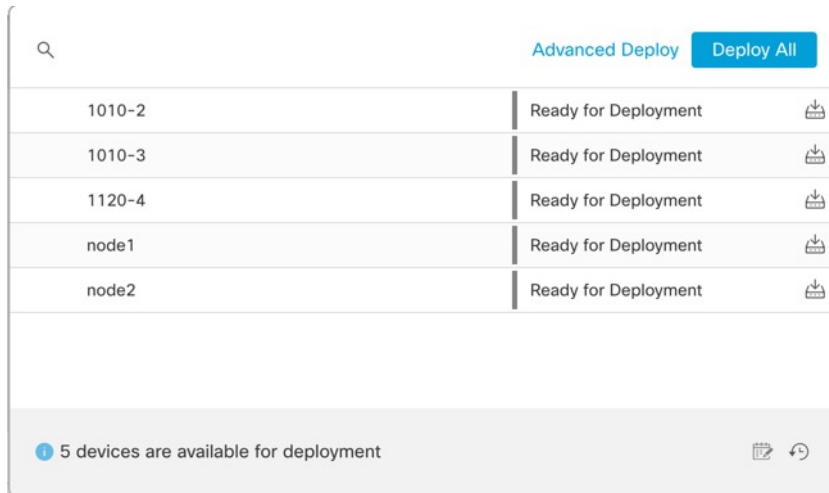 Advanced Deploy Deploy All
1010-2 Ready for Deployment
1010-3 Ready for Deployment
1120-4 Ready for Deployment
node1 Ready for Deployment
node2 Ready for Deployment
5 devices are available for deployment